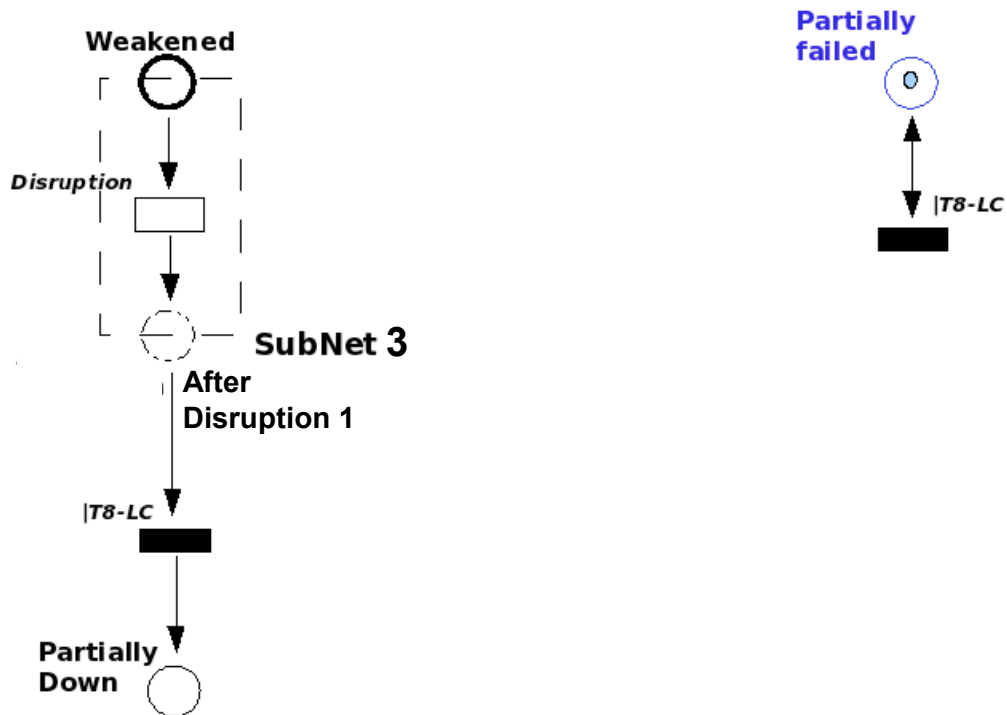 Weakened
Partially
failed
Disruption
|T8-LC
SubNet 3
After
Disruption 1
|T8-LC
Partially
Down